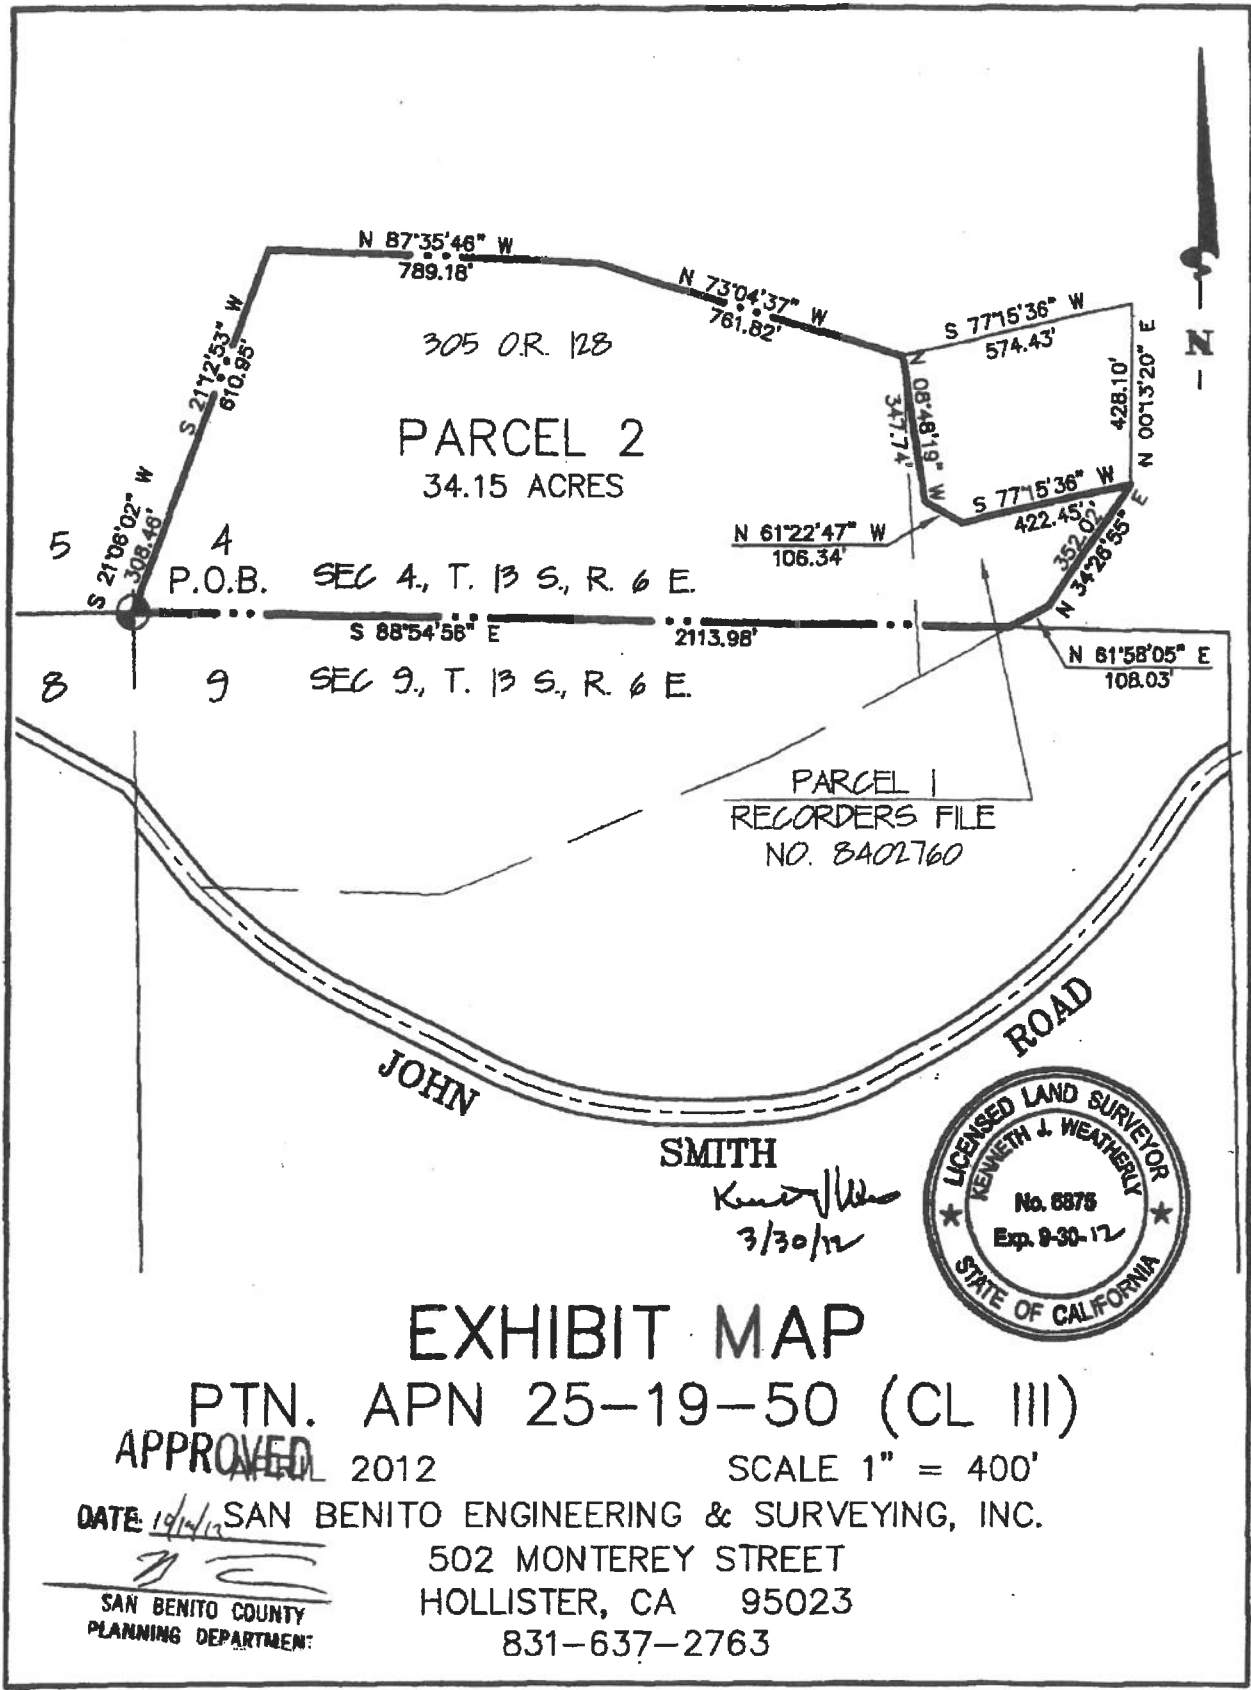 N 87°35'46" W
789.18'
N 73°04'37" W
761.82'
S 77°15'36" W
574.43'
N
428.10'
N 00°13'20" E
S 21°12'53" W
610.95'
305 O.R. 128
PARCEL 2
34.15 ACRES
N 08°48'19" W
347.74'
S 77°15'36" W
422.45'
N 61°22'47" W
106.34'
352.02'
N 34°26'55" E
S 21°06'02" W
308.46'
5
4
P.O.B.
SEC 4., T. 13 S., R. 6 E.
S 88°54'56" E
2113.98'
N 61°58'05" E
108.03'
8
9
SEC 9., T. 13 S., R. 6 E.
PARCEL 1
RECORDERS FILE
NO. 8402760
JOHN
SMITH
ROAD
3/30/12
LICENSED LAND SURVEYOR
KENNETH J. WEATHERLY
No. 6876
Exp. 9-30-12
STATE OF CALIFORNIA
EXHIBIT MAP
PTN. APN 25-19-50 (CL III)
APPROVED
APRIL 2012
SCALE 1" = 400'
DATE
SAN BENITO ENGINEERING & SURVEYING, INC.
502 MONTEREY STREET
HOLLISTER, CA 95023
831-637-2763
SAN BENITO COUNTY
PLANNING DEPARTMENT